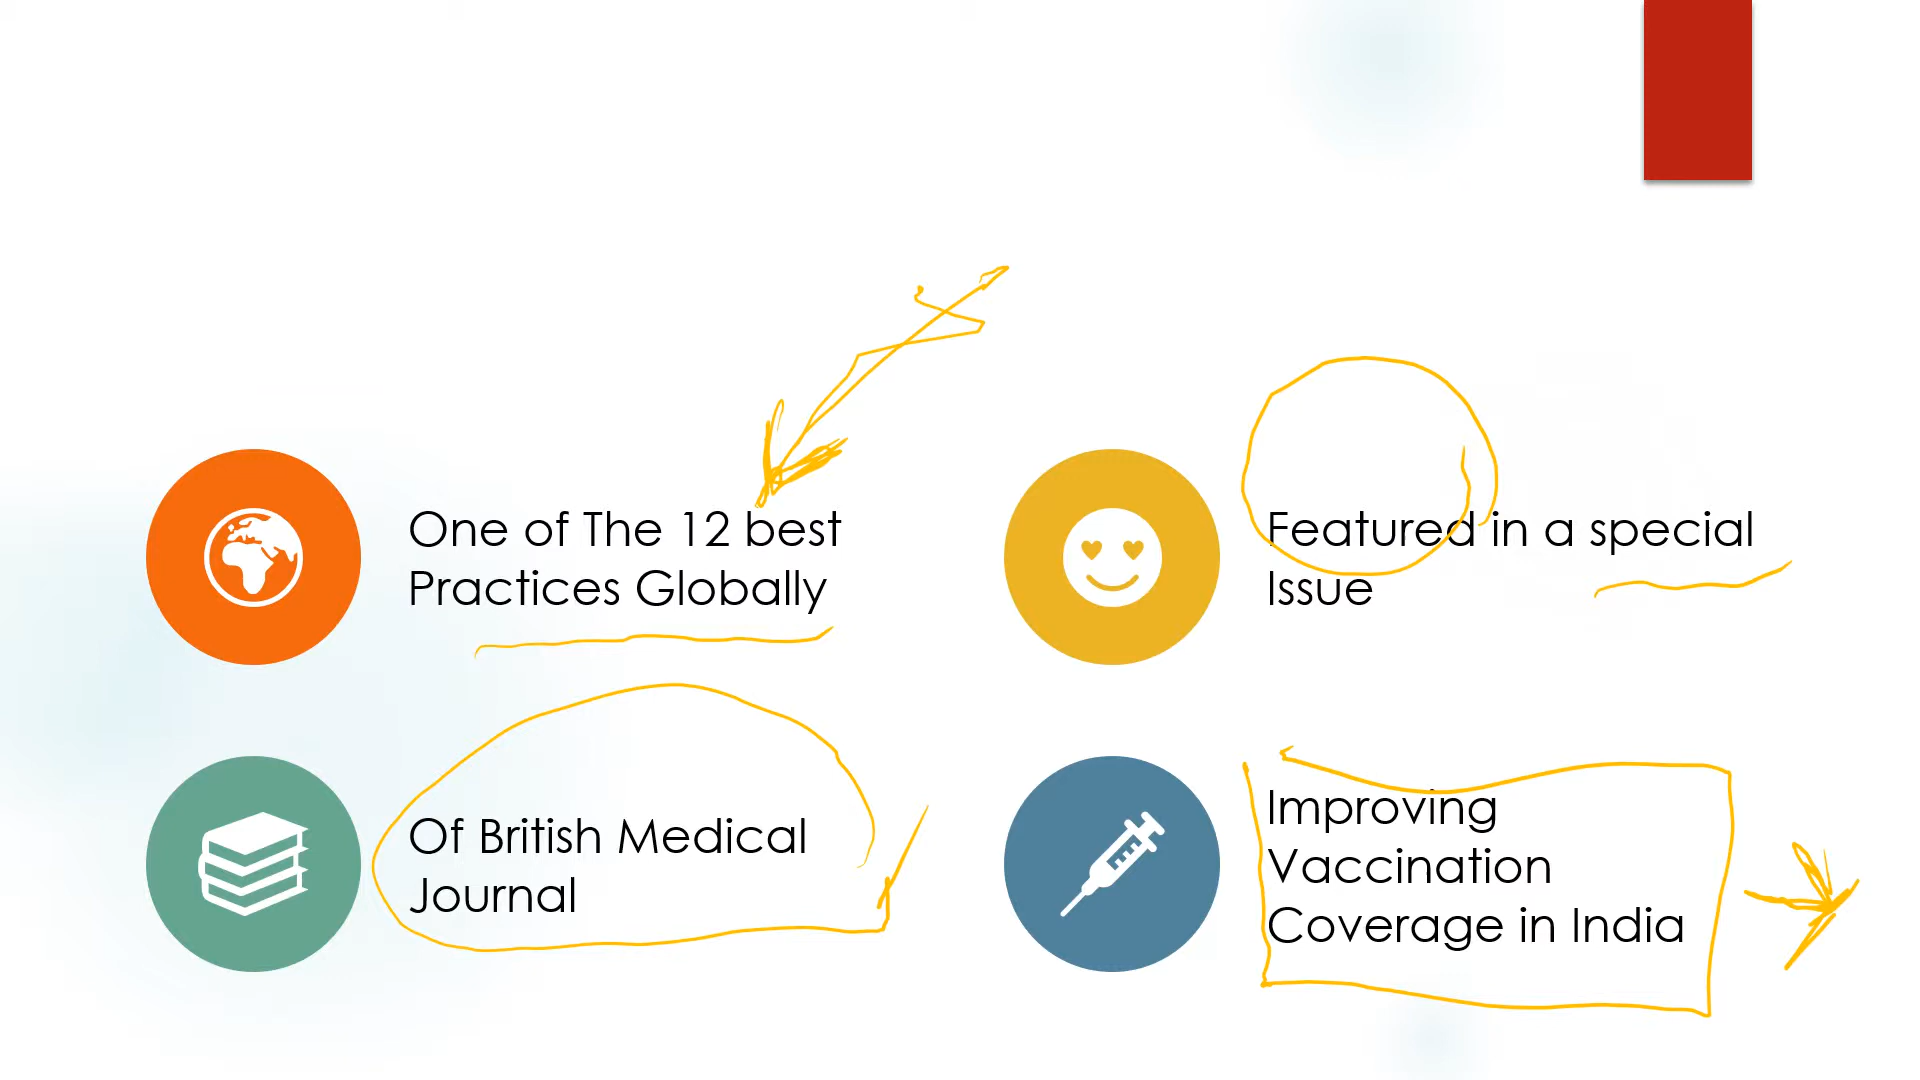 One of The 12 best
Practices Globally
Featured in a special
Issue
Of British Medical
Journal
Improving
Vaccination
Coverage in India